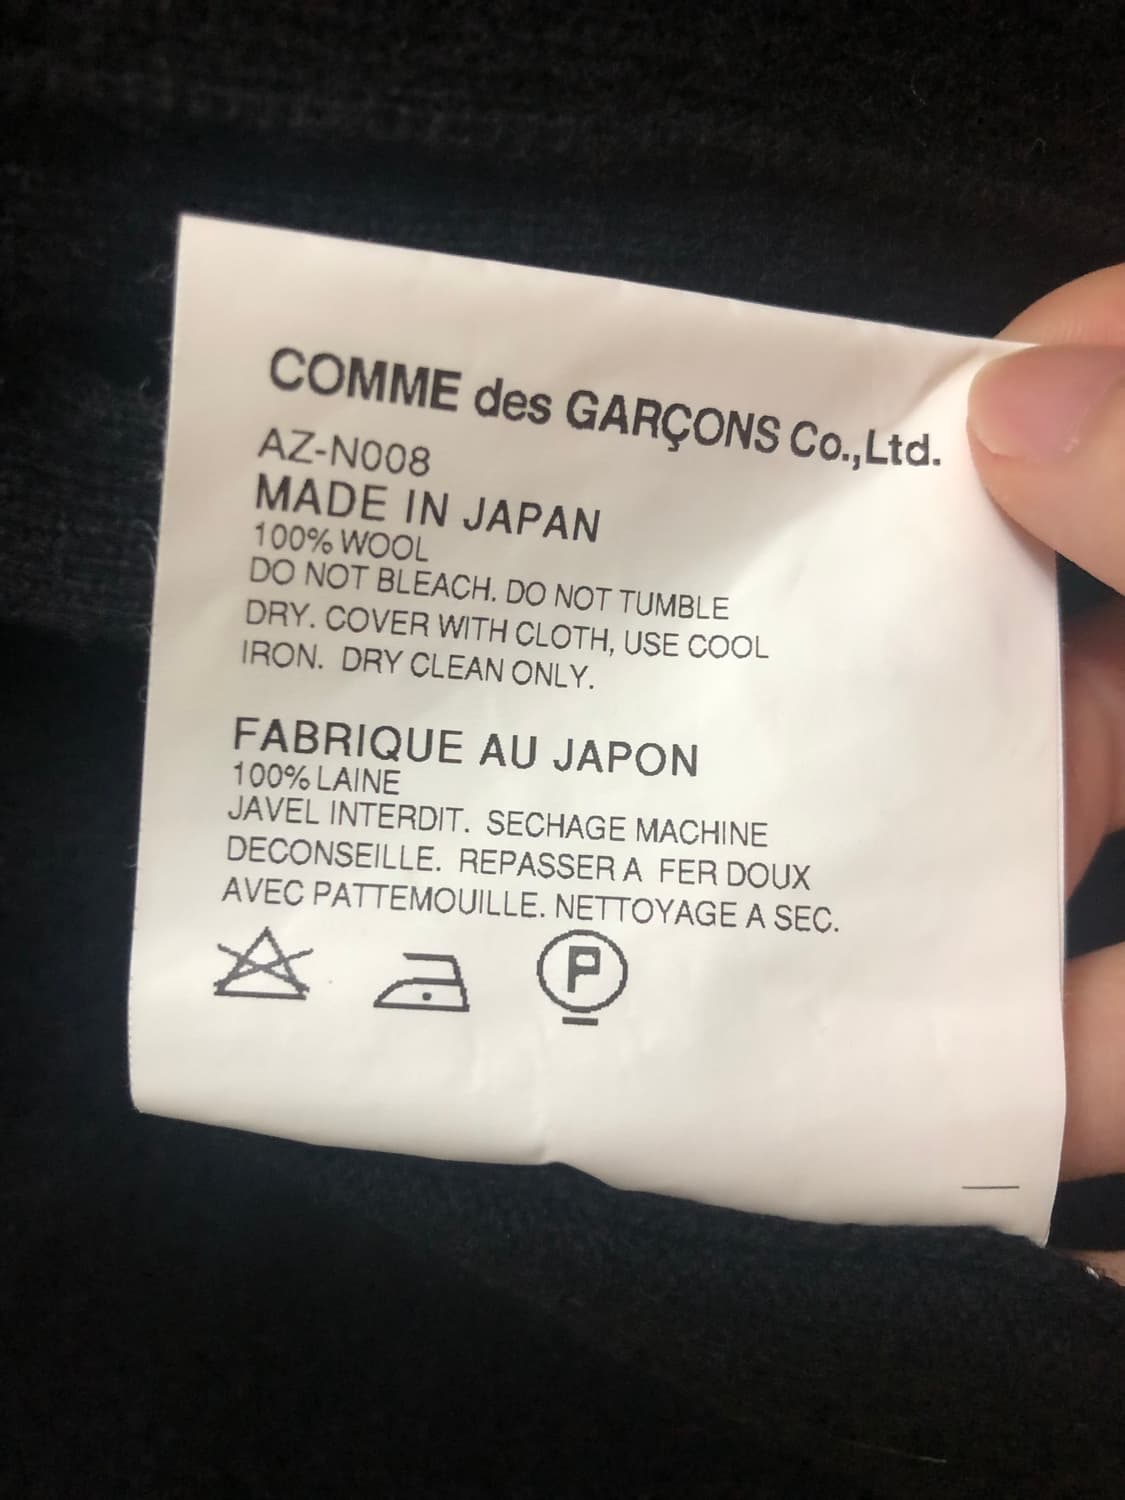 COMME des GARÇONS Co.,Ltd.
AZ-N008
MADE IN JAPAN
100% WOOL
DO NOT BLEACH. DO NOT TUMBLE
DRY. COVER WITH CLOTH, USE COOL
IRON. DRY CLEAN ONLY.
FABRIQUE AU JAPON
100% LAINE
JAVEL INTERDIT. SECHAGE MACHINE
DECONSEILLE. REPASSER A FER DOUX
AVEC PATTEMOUILLE. NETTOYAGE A SEC.
P